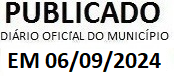 PUBLICADO
DIÁRIO OFICIAL DO MUNICÍPIO
EM 06/09/2024